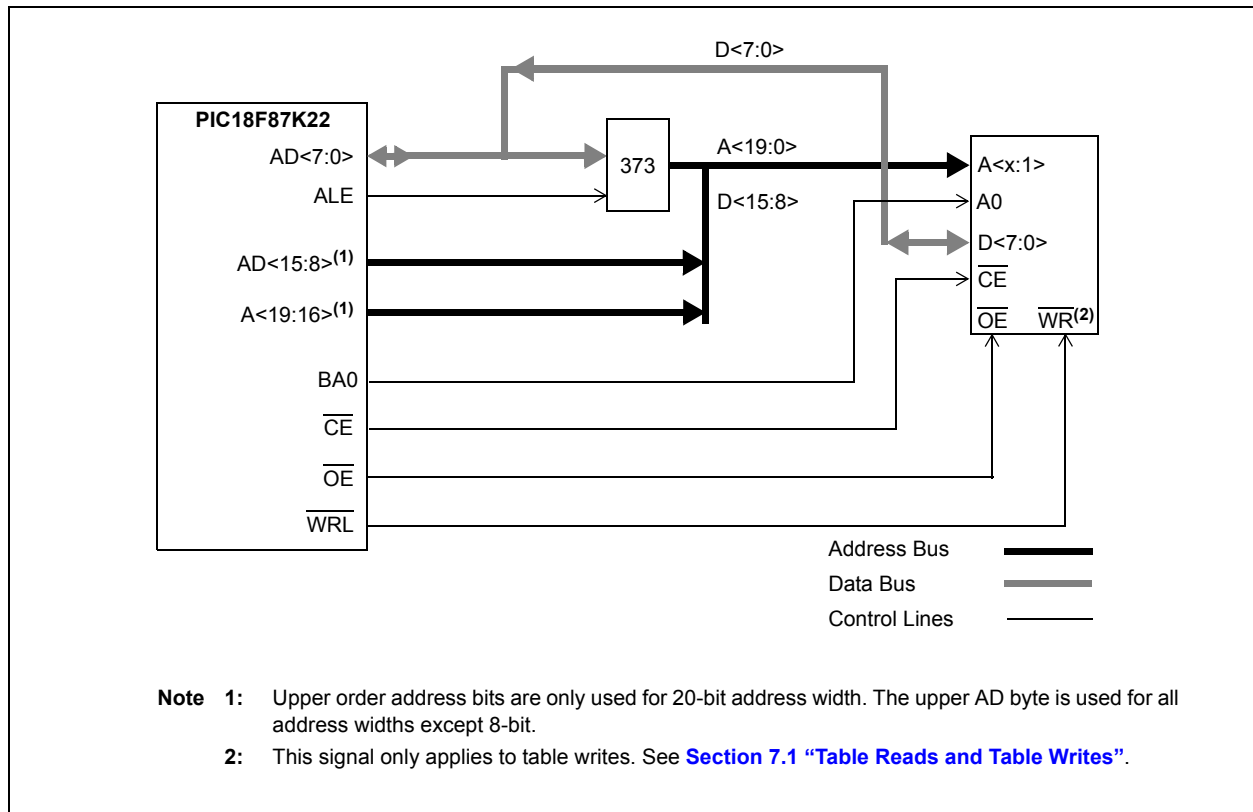 D<7:0>
PIC18F87K22
AD<7:0>
373
A<19:0>
A<x:1>
ALE
D<15:8>
A0
AD<15:8>(1)
D<7:0>
CE
A<19:16>(1)
OE WR(2)
BA0
CE
OE
WRL
Address Bus
Data Bus
Control Lines
Note 1: Upper order address bits are only used for 20-bit address width. The upper AD byte is used for all
address widths except 8-bit.
2: This signal only applies to table writes. See Section 7.1 “Table Reads and Table Writes”.